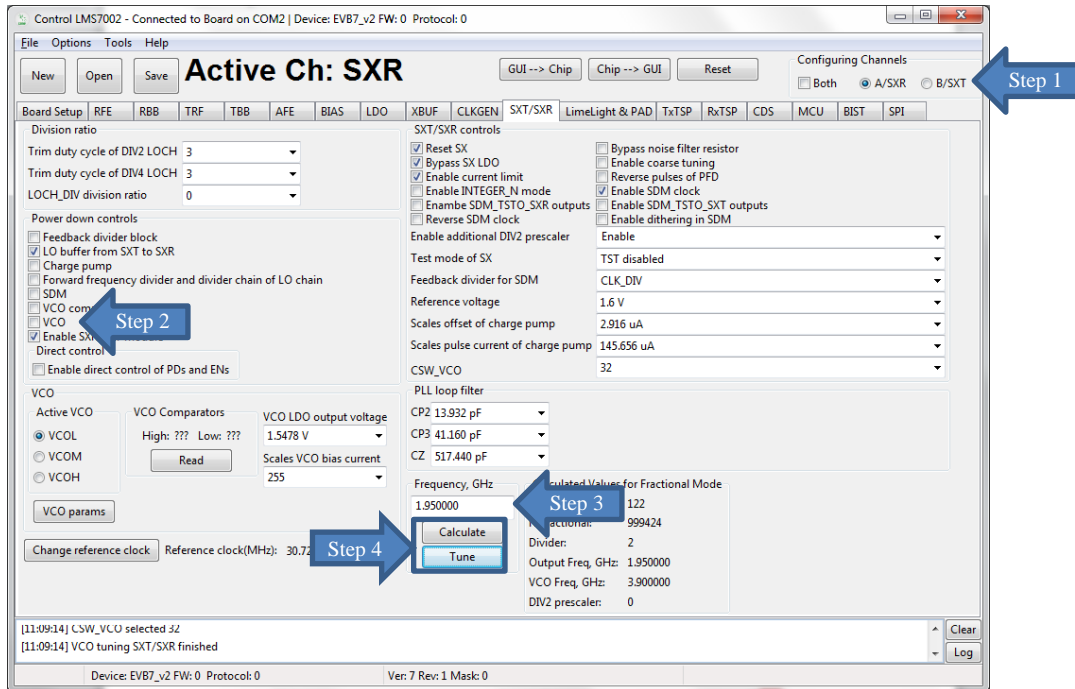 Control LMS7002 - Connected to Board on COM2 | Device: EVB7_v2 FW: 0 Protocol: 0
File Options Tools Help
New Open Save Active Ch: SXR GUI --> Chip Chip --> GUI Reset
Configuring Channels
Both A/SXR B/SXT
Step 1
Board Setup RFE RBB TRF TBB AFE BIAS LDO XBUF CLKGEN SXT/SXR LimeLight & PAD TxTSP RxTSP CDS MCU BIST SPI
Division ratio
Trim duty cycle of DIV2 LOCH 3
Trim duty cycle of DIV4 LOCH 3
LOCH_DIV division ratio 0
Power down controls
Feedback divider block
LO buffer from SXT to SXR
Charge pump
Forward frequency divider and divider chain of LO chain
SDM
VCO
Step 2
Enable
Direct control
Enable direct control of PDs and ENs
VCO
Active VCO
VCOL
VCOM
VCOH
VCO Comparators
High: ??? Low: ???
Read
VCO LDO output voltage
1.5478 V
Scales VCO bias current
255
VCO params
Change reference clock Reference clock(MHz): 30.72
Step 4
SXT/SXR controls
Reset SX
Bypass SX LDO
Enable current limit
Enable INTEGER_N mode
Enambe SDM_TSTO_SXR outputs
Reverse SDM clock
Bypass noise filter resistor
Enable coarse tuning
Reverse pulses of PFD
Enable SDM clock
Enable SDM_TSTO_SXT outputs
Enable dithering in SDM
Enable additional DIV2 prescaler Enable
Test mode of SX TST disabled
Feedback divider for SDM CLK_DIV
Reference voltage 1.6 V
Scales offset of charge pump 2.916 uA
Scales pulse current of charge pump 145.656 uA
CSW_VCO 32
PLL loop filter
CP2 13.932 pF
CP3 41.160 pF
CZ 517.440 pF
Frequency, GHz
1.950000
Calculate
Tune
Step 3
Values for Fractional Mode
122
999424
Divider: 2
Output Freq, GHz: 1.950000
VCO Freq, GHz: 3.900000
DIV2 prescaler: 0
[11:09:14] CSW_VCO selected 32
[11:09:14] VCO tuning SXT/SXR finished
Clear
Log
Device: EVB7_v2 FW: 0 Protocol: 0 Ver: 7 Rev: 1 Mask: 0